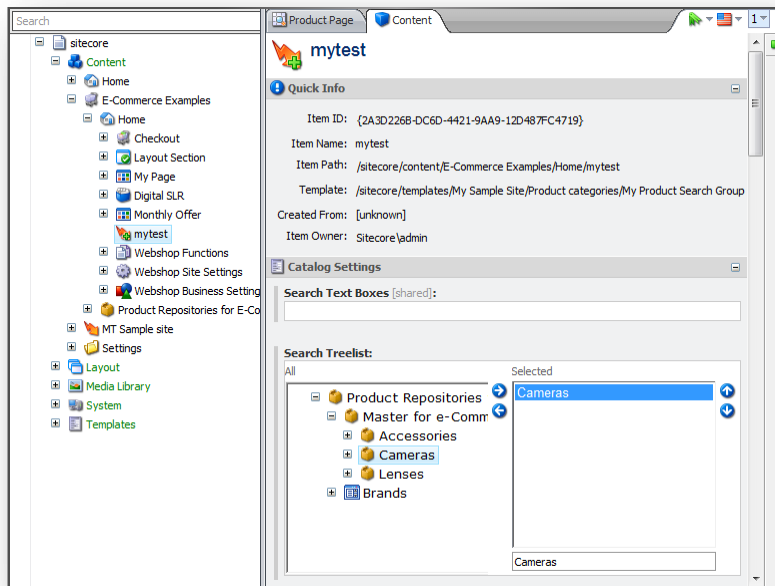 Search
sitecore
Content
Home
E-Commerce Examples
Home
Checkout
Layout Section
My Page
Digital SLR
Monthly Offer
mytest
Webshop Functions
Webshop Site Settings
Webshop Business Setting
Product Repositories for E-Co
MT Sample site
Settings
Layout
Media Library
System
Templates
Product Page
Content
1
mytest
Quick Info
Item ID: {2A3D226B-DC6D-4421-9AA9-12D487FC4719}
Item Name: mytest
Item Path: /sitecore/content/E-Commerce Examples/Home/mytest
Template: /sitecore/templates/My Sample Site/Product categories/My Product Search Group
Created From: [unknown]
Item Owner: Sitecore\admin
Catalog Settings
Search Text Boxes [shared]:
Search Treelist:
All
Product Repositories
Master for e-Comm
Accessories
Cameras
Lenses
Brands
Selected
Cameras
Cameras